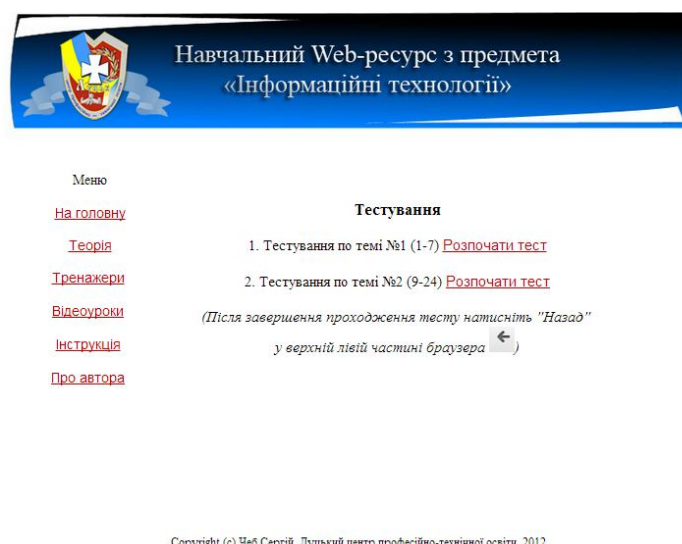 Навчальний Web-ресурс з предмета
«Інформаційні технології»
Меню
На головну
Теорія
Тренажери
Відеоуроки
Інструкція
Про автора
Тестування
1. Тестування по темі №1 (1-7) Розпочати тест
2. Тестування по темі №2 (9-24) Розпочати тест
(Після завершення проходження тесту натисніть "Назад"
у верхній лівій частині браузера )
Copyright (c) Чеб Сергій, Луцький центр професійно-технічної освіти, 2012